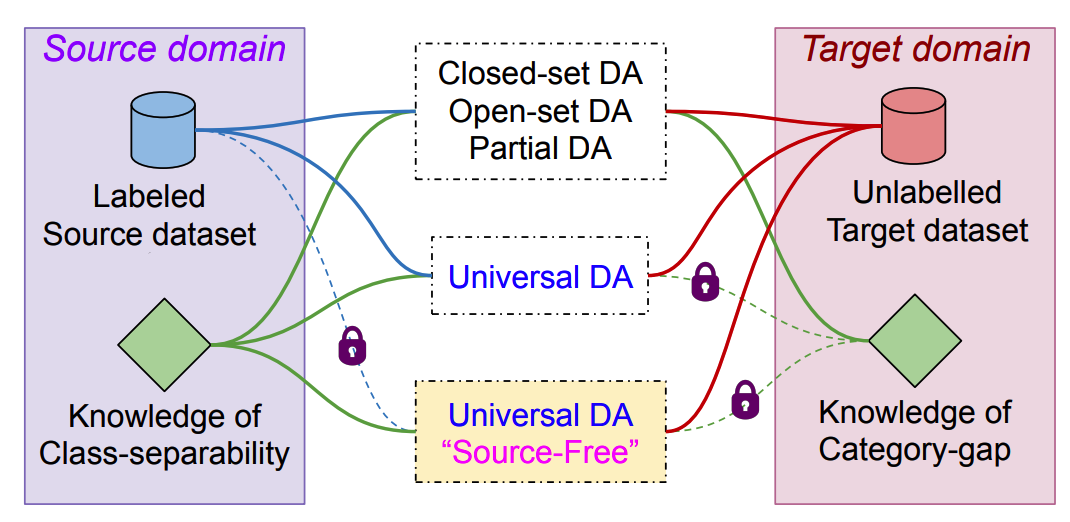 Source domain
Labeled
Source dataset
Knowledge of
Class-separability
Closed-set DA
Open-set DA
Partial DA
Universal DA
Universal DA
“Source-Free”
Target domain
Unlabelled
Target dataset
Knowledge of
Category-gap